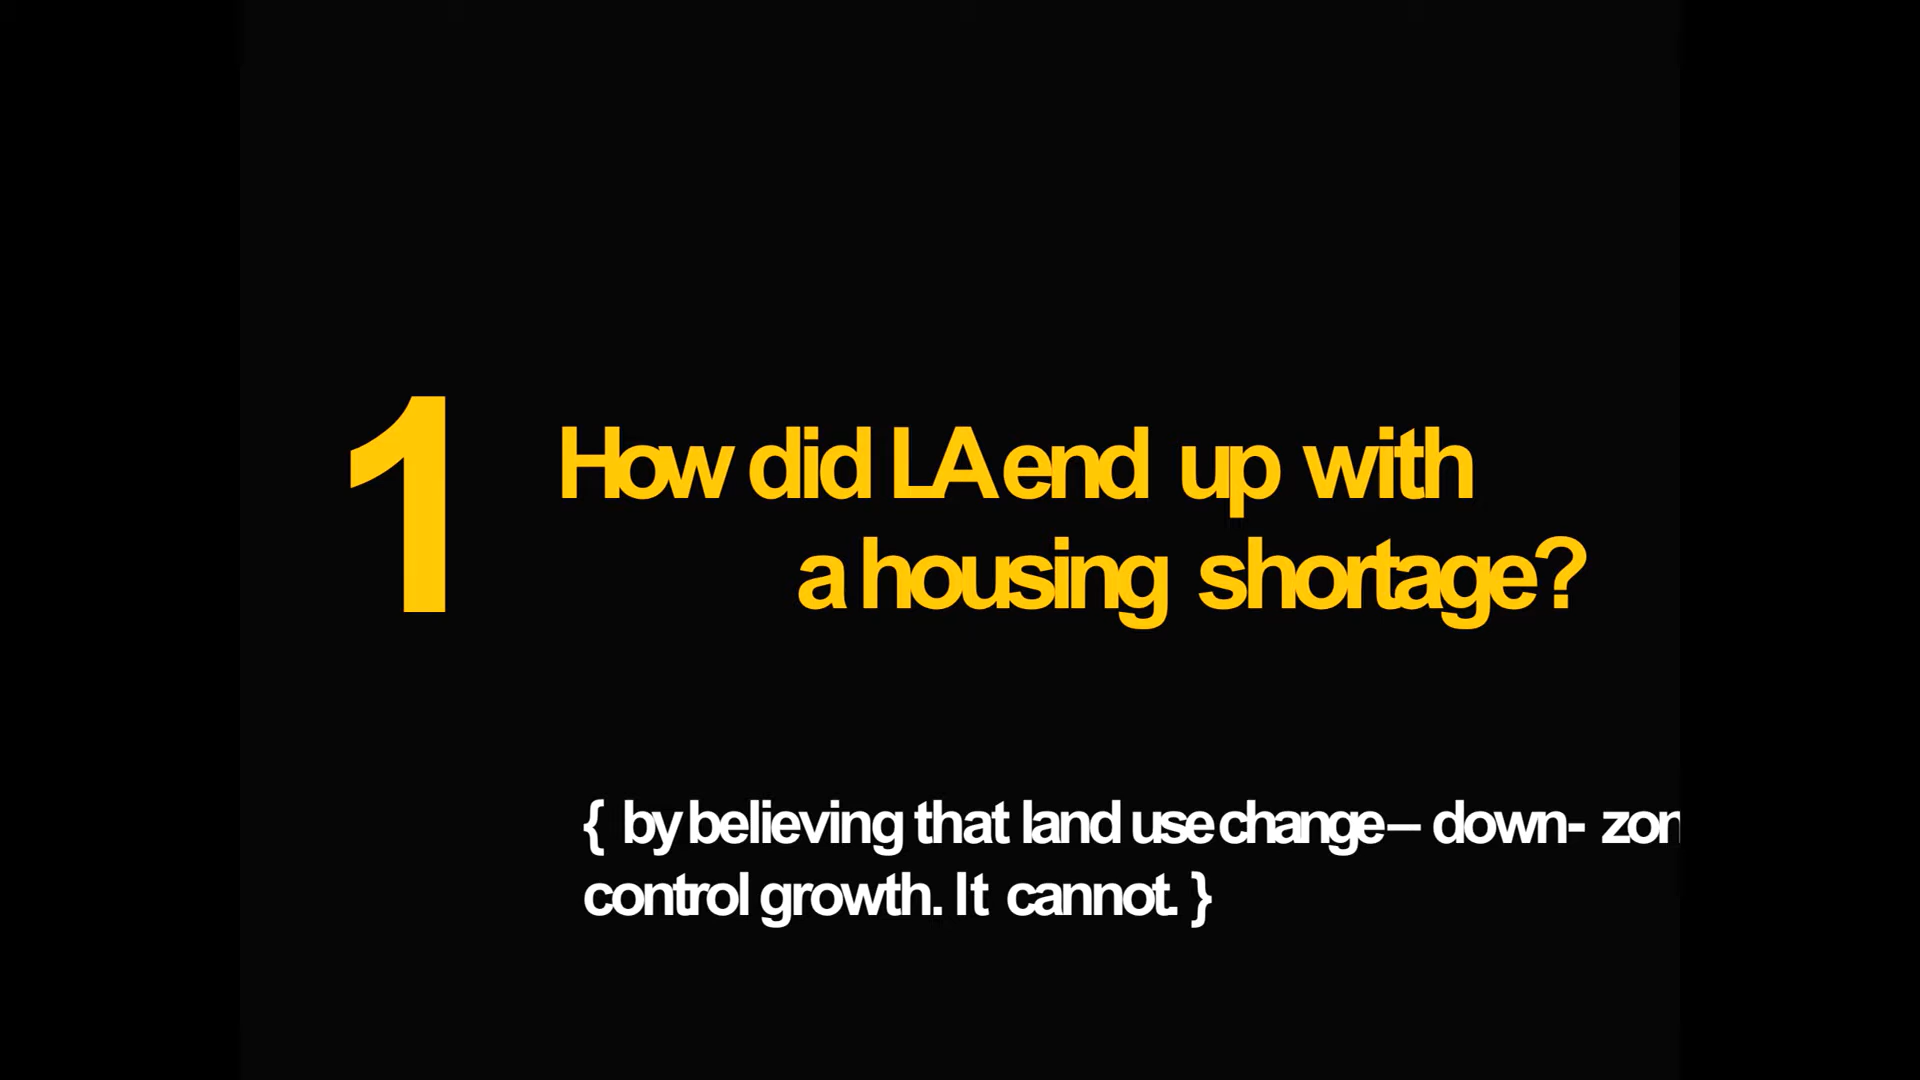 1
How did LA end up with
a housing shortage?
{ by believing that land use change – down- zon
control growth. It cannot. }